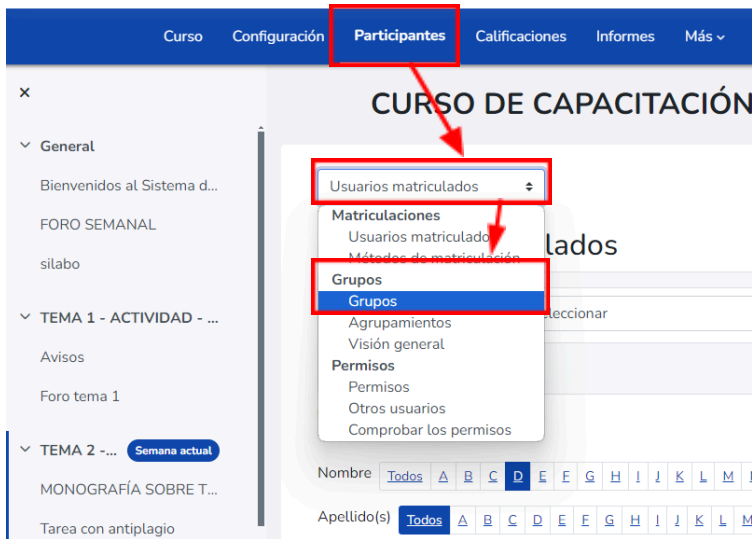 Curso Configuración Participantes Calificaciones Informes Más
CURSO DE CAPACITACIÓN
General
Bienvenidos al Sistema d...
FORO SEMANAL
silabo
TEMA 1 - ACTIVIDAD - ...
Avisos
Foro tema 1
TEMA 2 -... Semana actual
MONOGRAFÍA SOBRE T...
Tarea con antiplagio
Usuarios matriculados
Matriculaciones
Usuarios matriculados
Métodos de matriculación
Grupos
Grupos
Agrupamientos
Visión general
Permisos
Permisos
Otros usuarios
Comprobar los permisos
Nombre Todos A B C D E F G H I J K L M
Apellido(s) Todos A B C D E F G H I J K L M